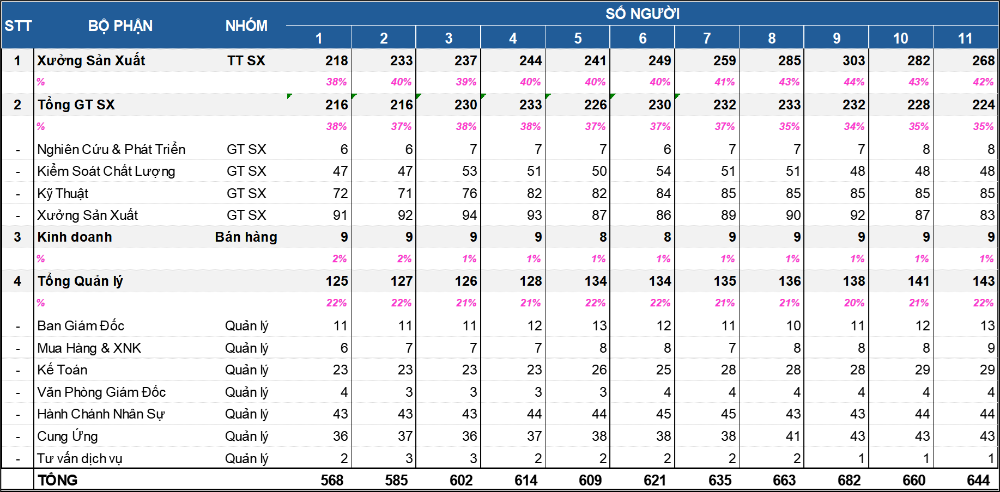 STT BỘ PHẬN NHÓM SỐ NGƯỜI
1 2 3 4 5 6 7 8 9 10 11
1 Xưởng Sản Xuất TT SX 218 233 237 244 241 249 259 285 303 282 268
% 38% 40% 39% 40% 40% 40% 41% 43% 44% 43% 42%
2 Tổng GT SX 216 216 230 233 226 230 232 233 232 228 224
% 38% 37% 38% 38% 37% 37% 37% 35% 34% 35% 35%
- Nghiên Cứu & Phát Triển GT SX 6 6 7 7 7 6 7 7 7 8 8
- Kiểm Soát Chất Lượng GT SX 47 47 53 51 50 54 51 51 48 48 48
- Kỹ Thuật GT SX 72 71 76 82 82 84 85 85 85 85 85
- Xưởng Sản Xuất GT SX 91 92 94 93 87 86 89 90 92 87 83
3 Kinh doanh Bán hàng 9 9 9 9 8 8 9 9 9 9 9
% 2% 2% 1% 1% 1% 1% 1% 1% 1% 1% 1%
4 Tổng Quản lý 125 127 126 128 134 134 135 136 138 141 143
% 22% 22% 21% 21% 22% 22% 21% 21% 20% 21% 22%
- Ban Giám Đốc Quản lý 11 11 11 12 13 12 11 10 11 12 13
- Mua Hàng & XNK Quản lý 6 7 7 7 8 8 7 8 8 8 9
- Kế Toán Quản lý 23 23 23 23 26 25 28 28 28 29 29
- Văn Phòng Giám Đốc Quản lý 4 3 3 3 3 4 4 4 4 4 4
- Hành Chánh Nhân Sự Quản lý 43 43 43 44 44 45 45 43 43 44 44
- Cung Ứng Quản lý 36 37 36 37 38 38 38 41 43 43 43
- Tư vấn dịch vụ Quản lý 2 3 3 2 2 2 2 2 1 1 1
TỔNG 568 585 602 614 609 621 635 663 682 660 644